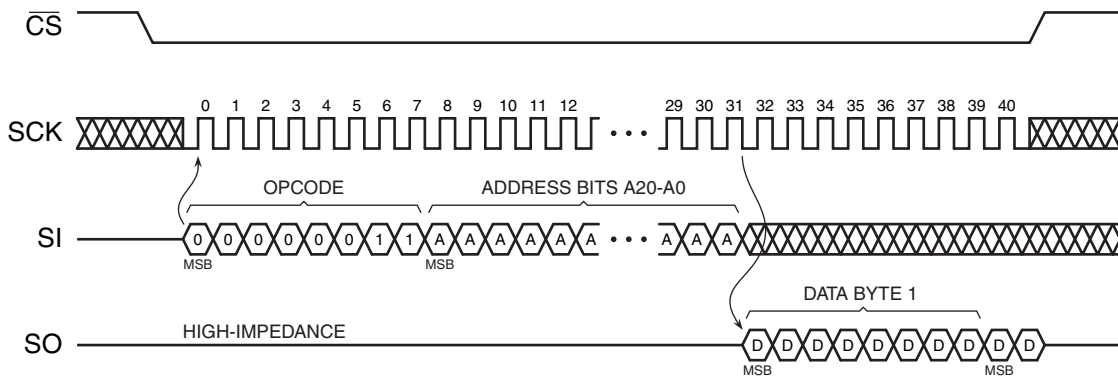 CS
0 1 2 3 4 5 6 7 8 9 10 11 12 29 30 31 32 33 34 35 36 37 38 39 40
SCK
OPCODE ADDRESS BITS A20-A0
SI 0 0 0 0 0 0 1 1 A A A A A A A A A
MSB MSB
DATA BYTE 1
HIGH-IMPEDANCE
SO D D D D D D D D D D
MSB MSB